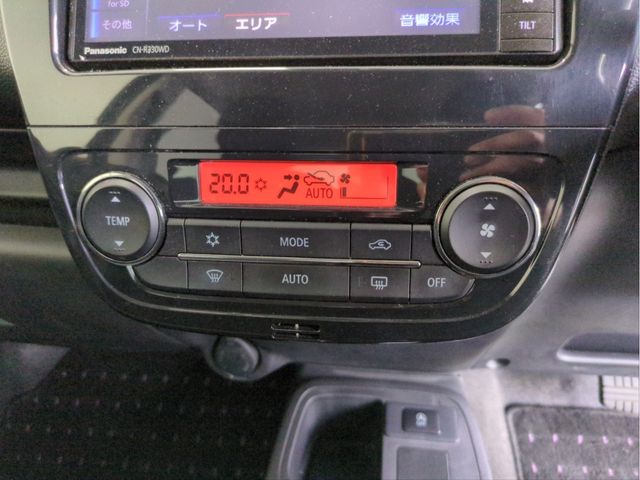 for SD
その他 オート エリア 音響効果
Panasonic CN-R330WD
TILT
20.0 AUTO
TEMP
MODE
AUTO OFF